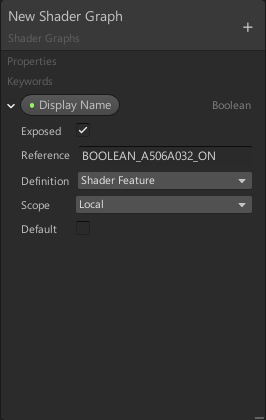 New Shader Graph
Shader Graphs
Properties
Keywords
Display Name Boolean
Exposed
Reference BOOLEAN_A506A032_ON
Definition Shader Feature
Scope Local
Default